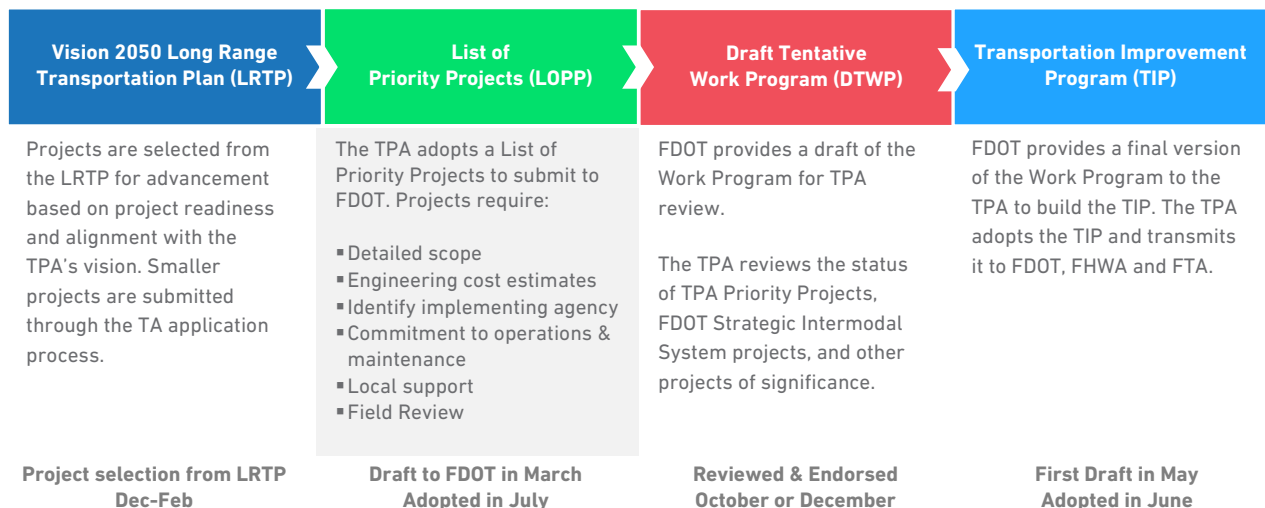 Vision 2050 Long Range
Transportation Plan (LRTP)
List of
Priority Projects (LOPP)
Draft Tentative
Work Program (DTWP)
Transportation Improvement
Program (TIP)
Projects are selected from
the LRTP for advancement
based on project readiness
and alignment with the
TPA's vision. Smaller
projects are submitted
through the TA application
process.
The TPA adopts a List of
Priority Projects to submit to
FDOT. Projects require:
▪ Detailed scope
▪ Engineering cost estimates
▪ Identify implementing agency
▪ Commitment to operations &
maintenance
▪ Local support
▪ Field Review
FDOT provides a draft of the
Work Program for TPA
review.
The TPA reviews the status
of TPA Priority Projects,
FDOT Strategic Intermodal
System projects, and other
projects of significance.
FDOT provides a final version
of the Work Program to the
TPA to build the TIP. The TPA
adopts the TIP and transmits
it to FDOT, FHWA and FTA.
Project selection from LRTP
Dec-Feb
Draft to FDOT in March
Adopted in July
Reviewed & Endorsed
October or December
First Draft in May
Adopted in June